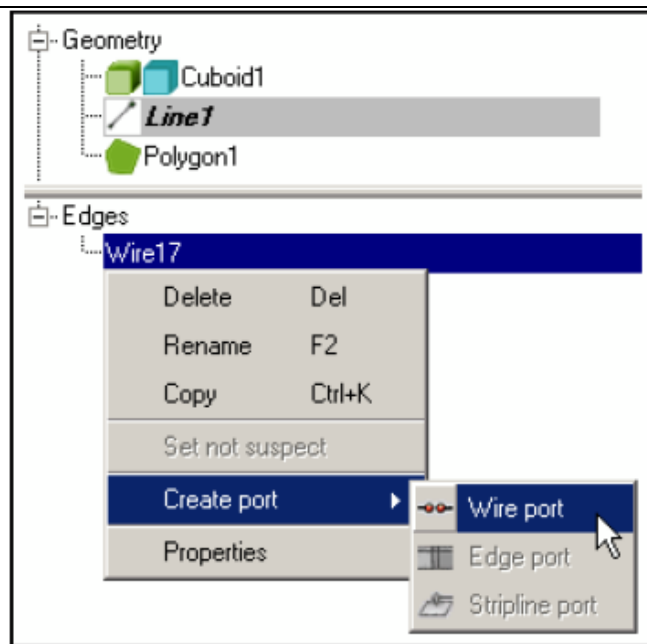 Geometry
Cuboid1
Line1
Polygon1
Edges
Wire17
Delete Del
Rename F2
Copy Ctrl+K
Set not suspect
Create port
Wire port
Properties
Edge port
Stripline port